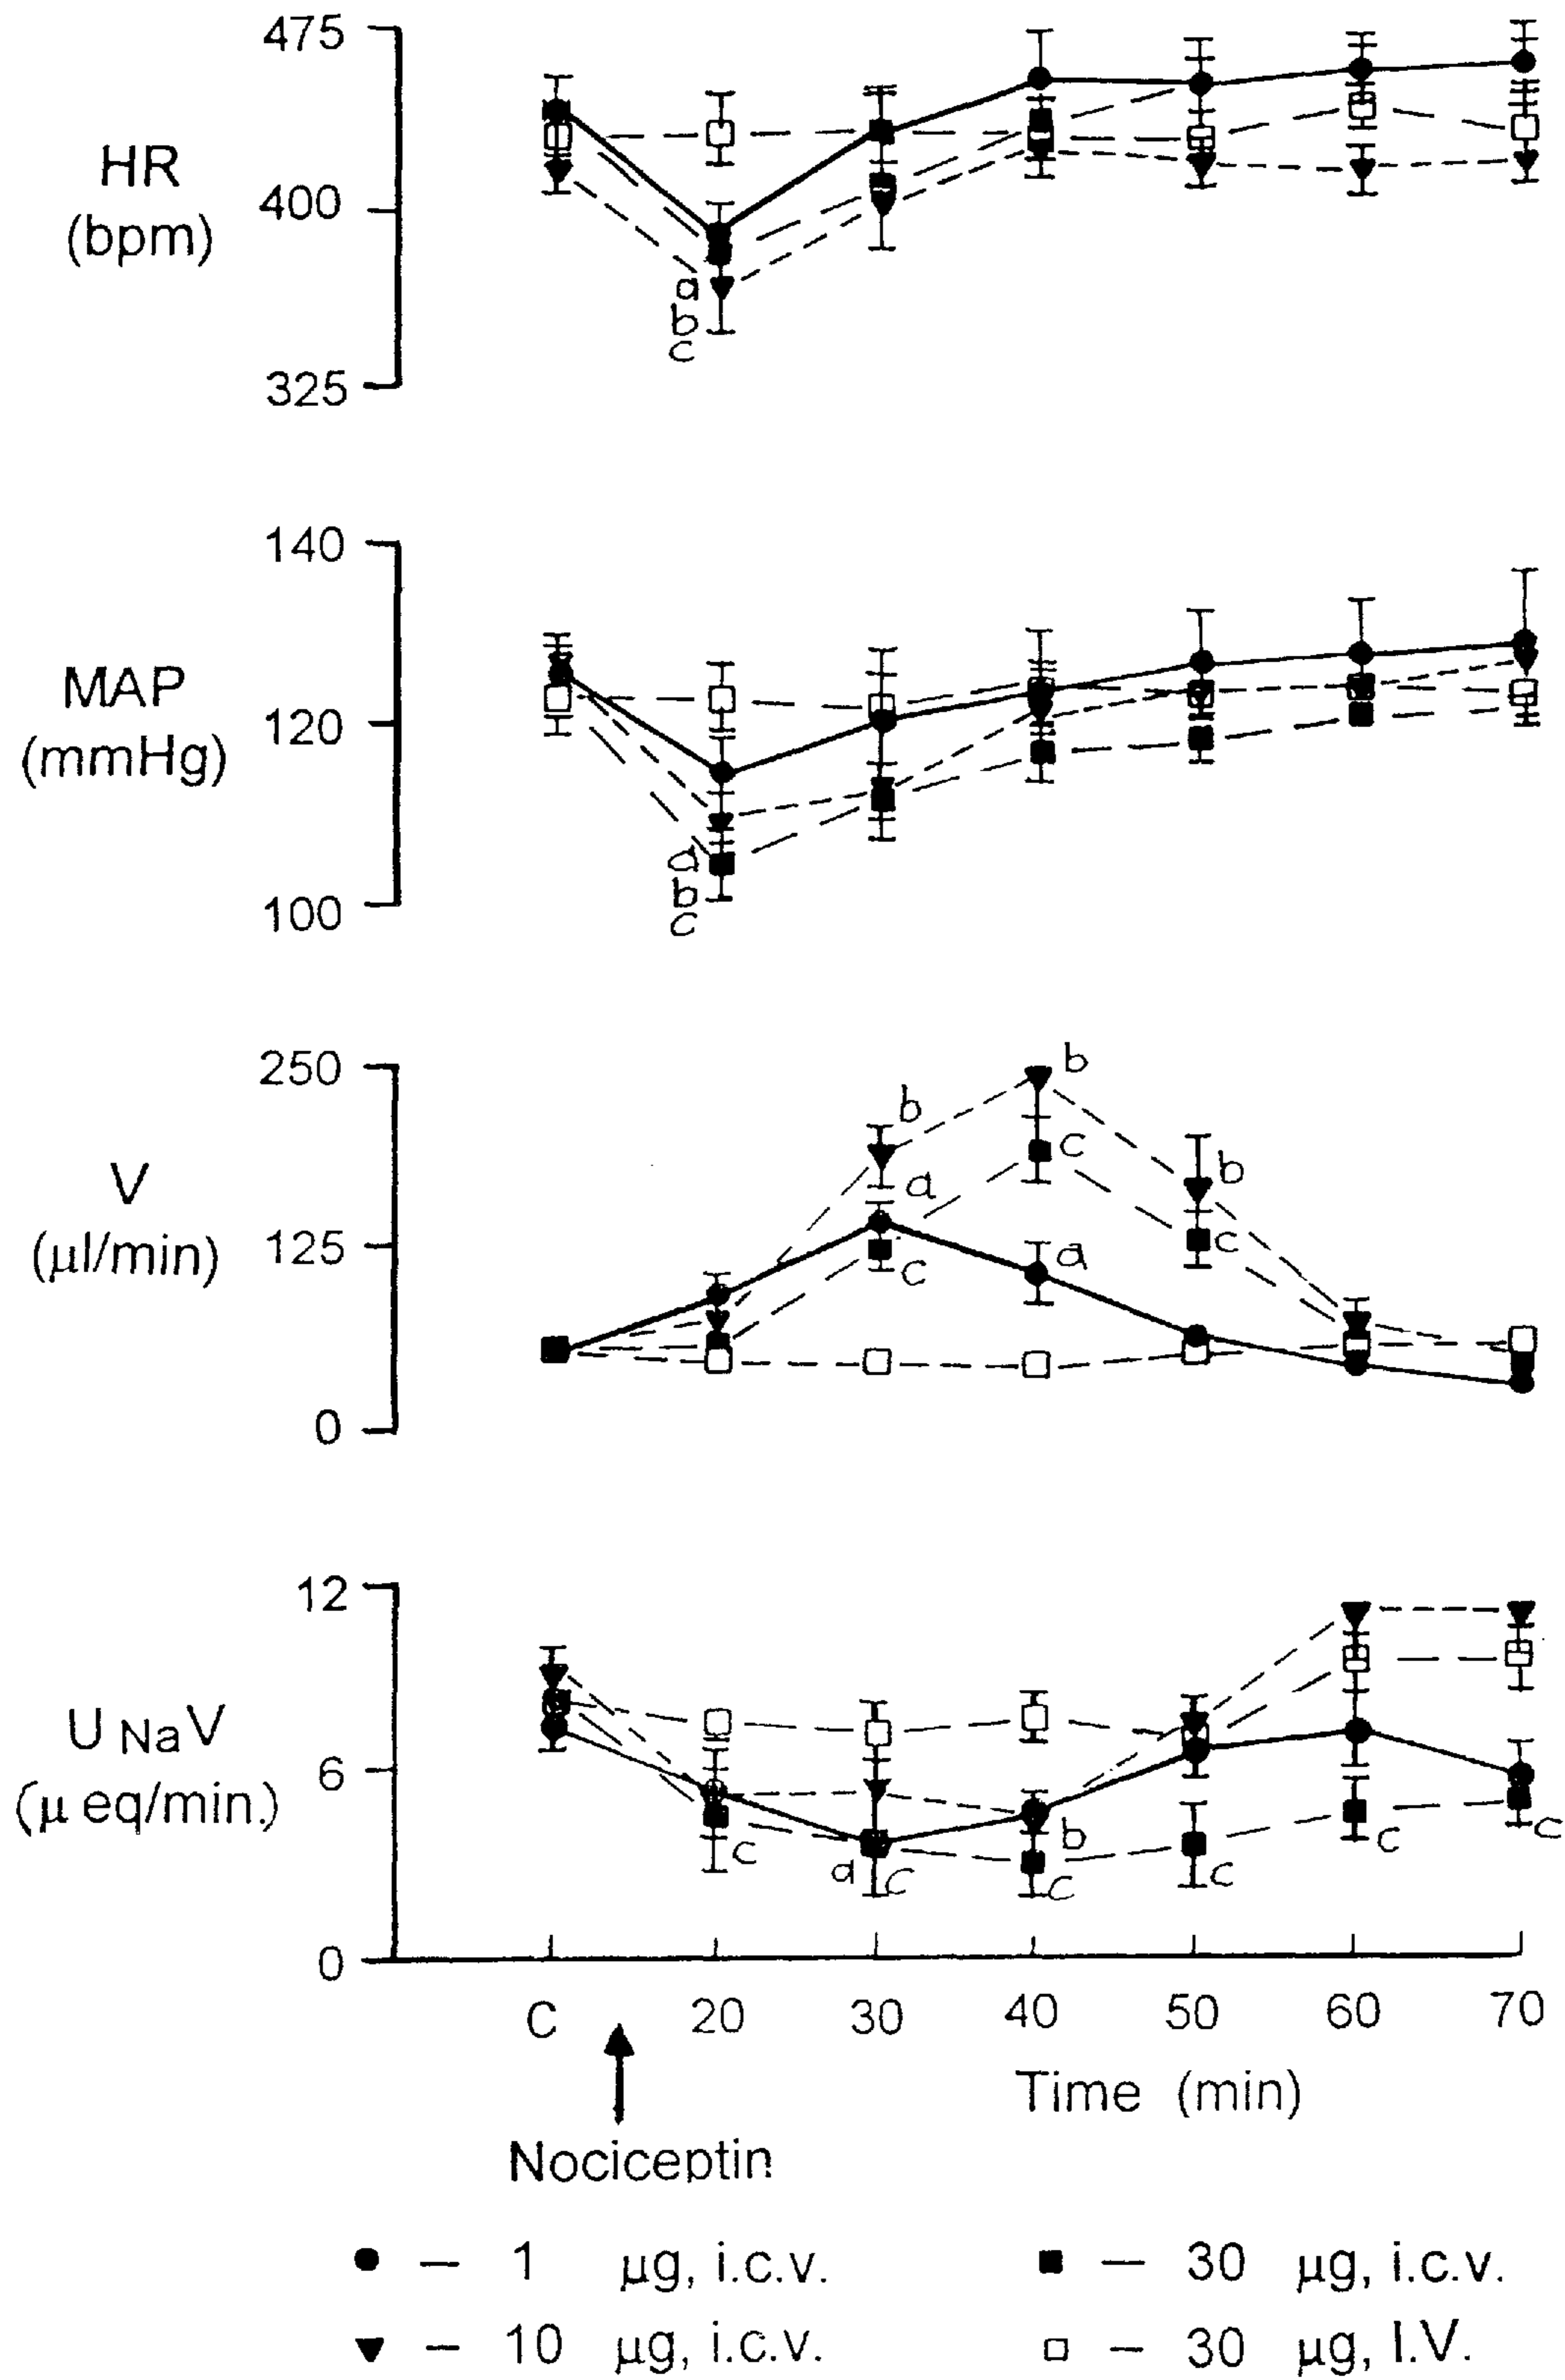 475
HR
(bpm)
400
a
b
c
325
140
MAP
(mmHg)
120
a
b
c
100
250
b
b
c
V
(μl/min)
a
b
125
a
c
c
0
12
U NaV
(μ eq/min.)
6
c
a
c
b
c
c
c
c
0
C 20 30 40 50 60 70
Time (min)
Nociceptin
● – 1 μg, i.c.v.
■ – 30 μg, i.c.v.
▼ – 10 μg, i.c.v.
□ – 30 μg, I.V.